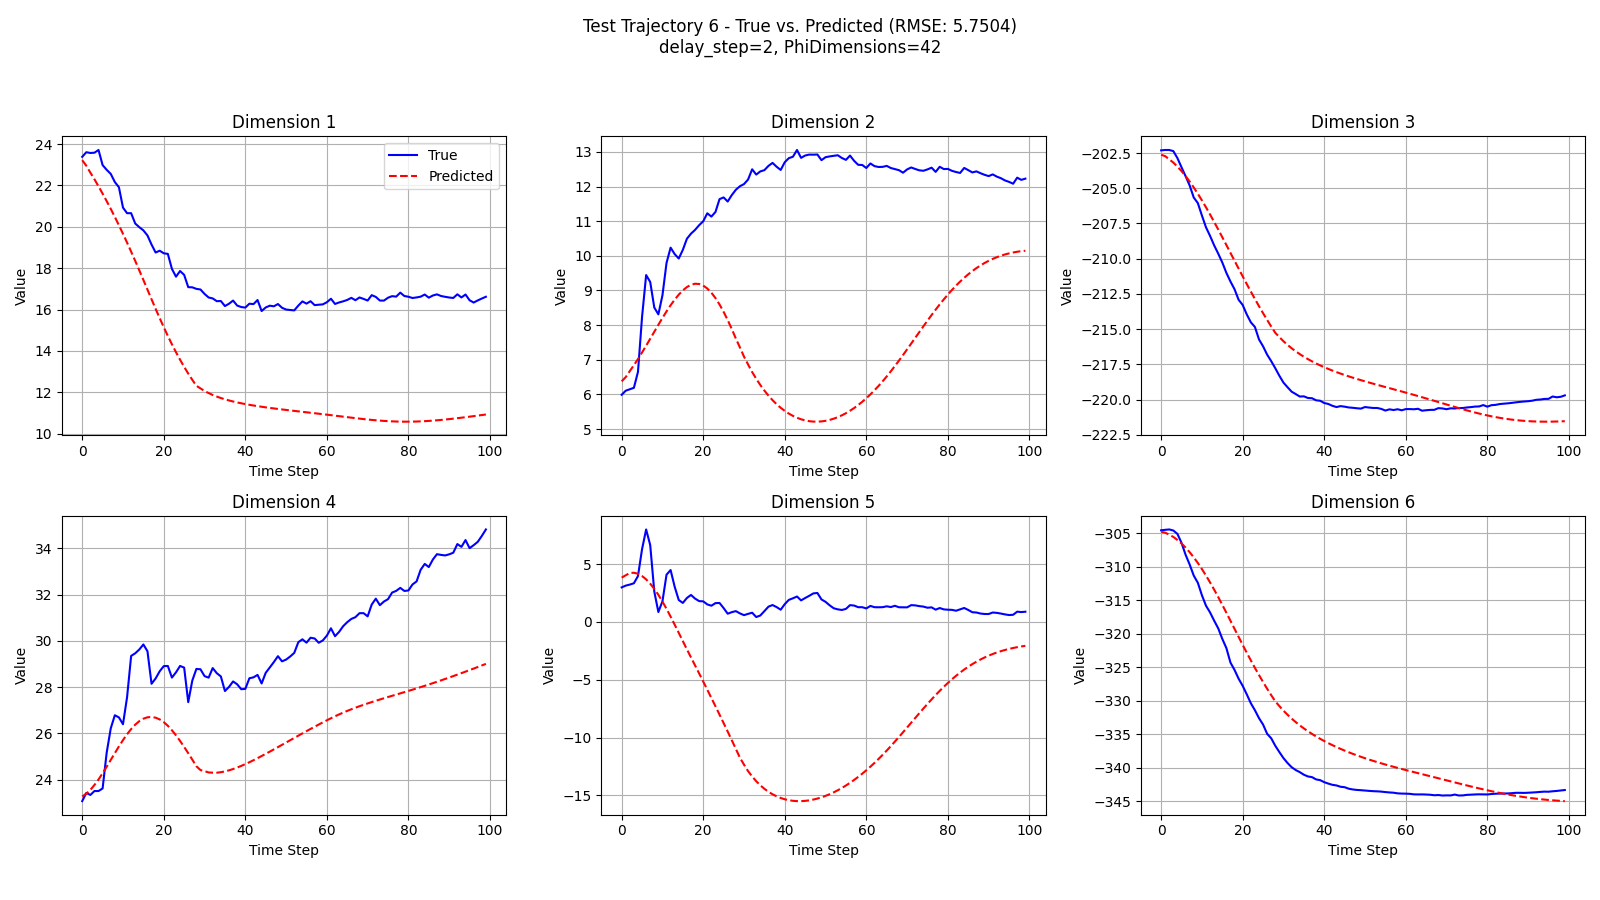 Test Trajectory 6 - True vs. Predicted (RMSE: 5.7504)
delay_step=2, PhiDimensions=42
Dimension 1
24
22
20
18
16
14
12
10
Value
0 20 40 60 80 100
Time Step
True
Predicted
Dimension 2
13
12
11
10
9
8
7
6
5
Value
0 20 40 60 80 100
Time Step
Dimension 3
−202.5
−205.0
−207.5
−210.0
−212.5
−215.0
−217.5
−220.0
−222.5
Value
0 20 40 60 80 100
Time Step
Dimension 4
34
32
30
28
26
24
Value
0 20 40 60 80 100
Time Step
Dimension 5
5
0
−5
−10
−15
Value
0 20 40 60 80 100
Time Step
Dimension 6
−305
−310
−315
−320
−325
−330
−335
−340
−345
Value
0 20 40 60 80 100
Time Step